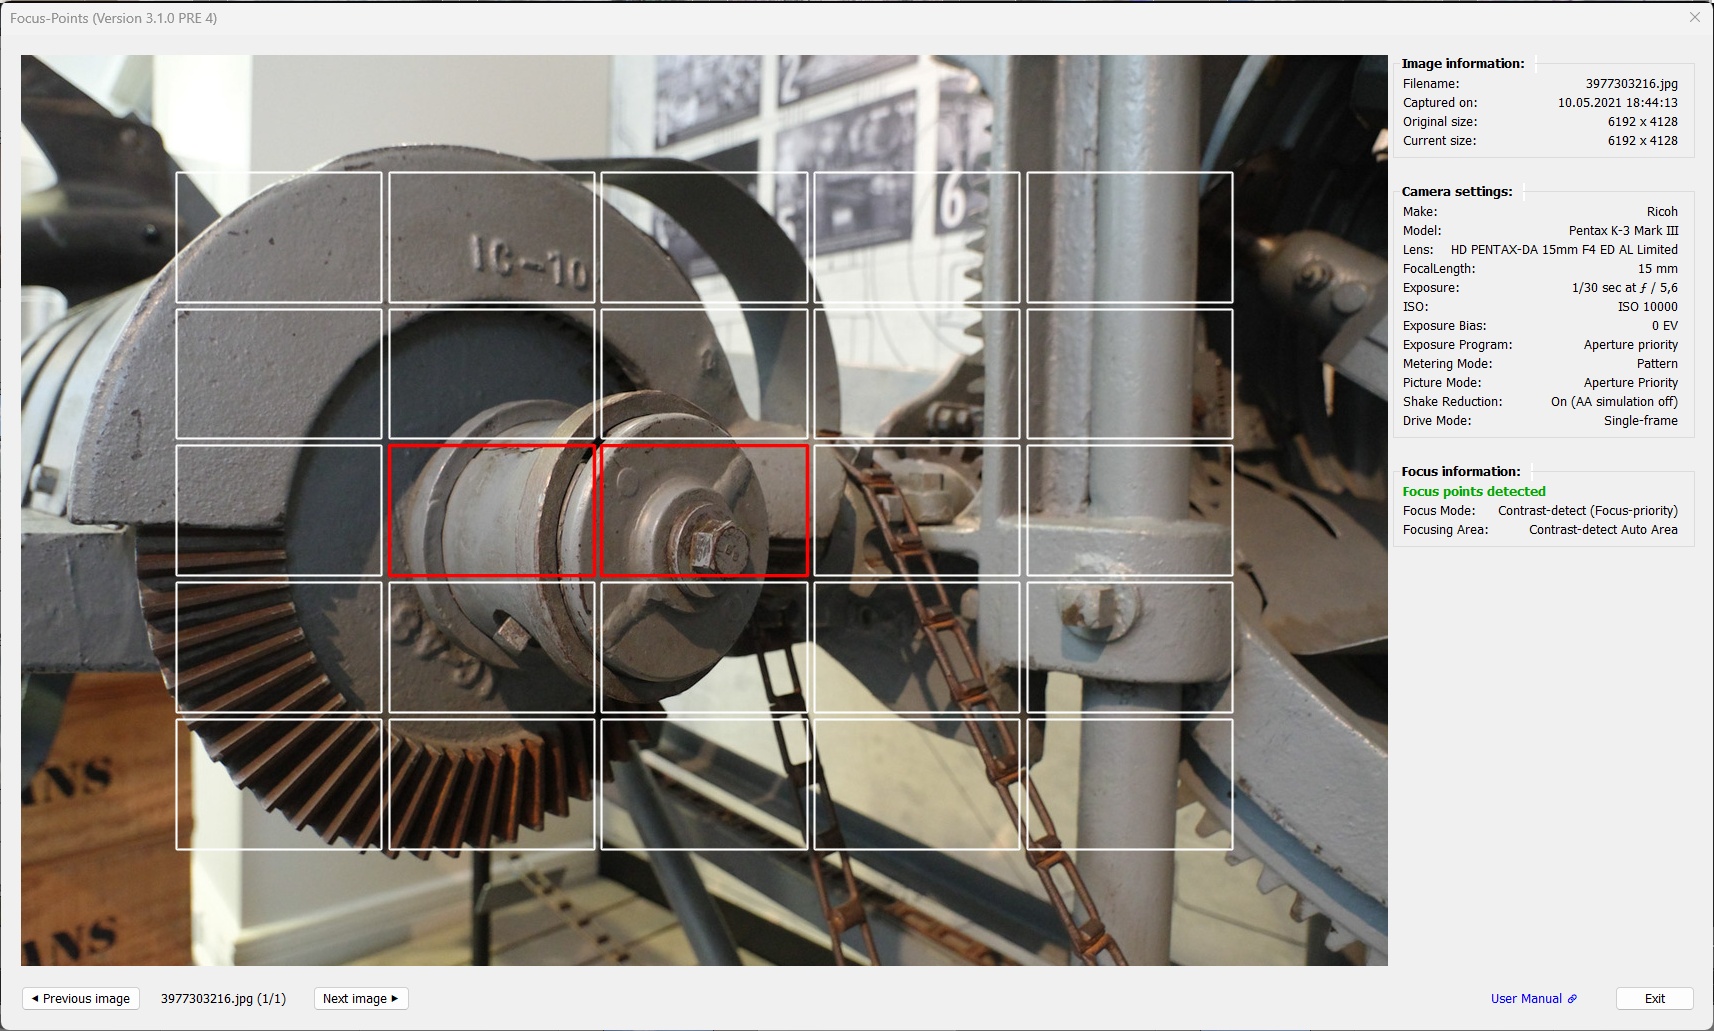 Focus-Points (Version 3.1.0 PRE 4)
2
6
IC-10
NS
NS
Image information:
Filename: 3977303216.jpg
Captured on: 10.05.2021 18:44:13
Original size: 6192 x 4128
Current size: 6192 x 4128
Camera settings:
Make: Ricoh
Model: Pentax K-3 Mark III
Lens: HD PENTAX-DA 15mm F4 ED AL Limited
FocalLength: 15 mm
Exposure: 1/30 sec at ƒ / 5,6
ISO: ISO 10000
Exposure Bias: 0 EV
Exposure Program: Aperture priority
Metering Mode: Pattern
Picture Mode: Aperture Priority
Shake Reduction: On (AA simulation off)
Drive Mode: Single-frame
Focus information:
Focus points detected
Focus Mode: Contrast-detect (Focus-priority)
Focusing Area: Contrast-detect Auto Area
Previous image
3977303216.jpg (1/1)
Next image
User Manual
Exit